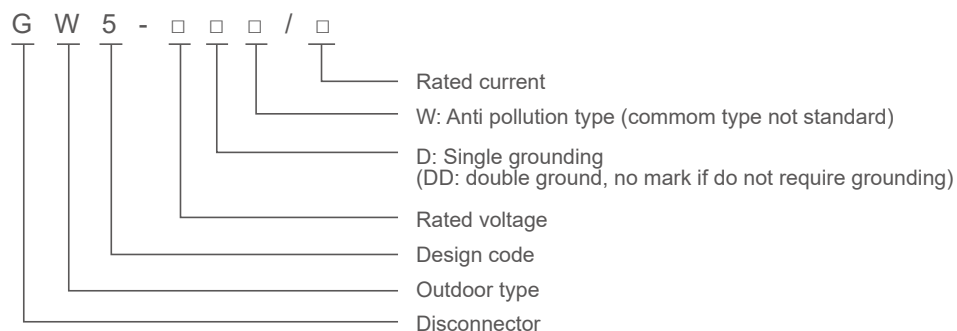 G W 5 - □ □ □ / □
Rated current
W: Anti pollution type (commom type not standard)
D: Single grounding
(DD: double ground, no mark if do not require grounding)
Rated voltage
Design code
Outdoor type
Disconnector